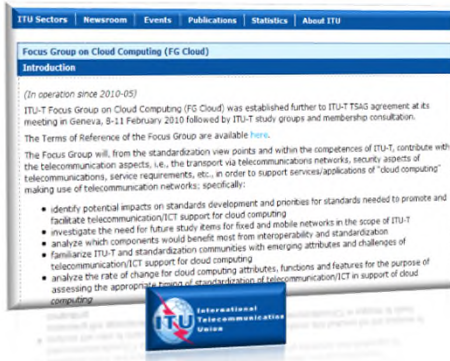 ITU Sectors | Newsroom | Events | Publications | Statistics | About ITU
Focus Group on Cloud Computing (FG Cloud)
Introduction
(In operation since 2010-05)
ITU-T Focus Group on Cloud Computing (FG Cloud) was established further to ITU-T TSAG agreement at its
meeting in Geneva, 8-11 February 2010 followed by ITU-T study groups and membership consultation.
The Terms of Reference of the Focus Group are available here.
The Focus Group will, from the standardization view points and within the competences of ITU-T, contribute with
the telecommunication aspects, i.e., the transport via telecommunications networks, security aspects of
telecommunications, service requirements, etc., in order to support services/applications of "cloud computing"
making use of telecommunication networks; specifically:
• identify potential impacts on standards development and priorities for standards needed to promote and
facilitate telecommunication/ICT support for cloud computing
• investigate the need for future study items for fixed and mobile networks in the scope of ITU-T
• analyze which components would benefit most from interoperability and standardization
• familiarize ITU-T and standardization communities with emerging attributes and challenges of
telecommunication/ICT support for cloud computing
• analyze the rate of change for cloud computing attributes, functions and features for the purpose of
assessing the appropriate timing of standardization of telecommunication/ICT in support of cloud
computing
ITU
International
Telecommunication
Union